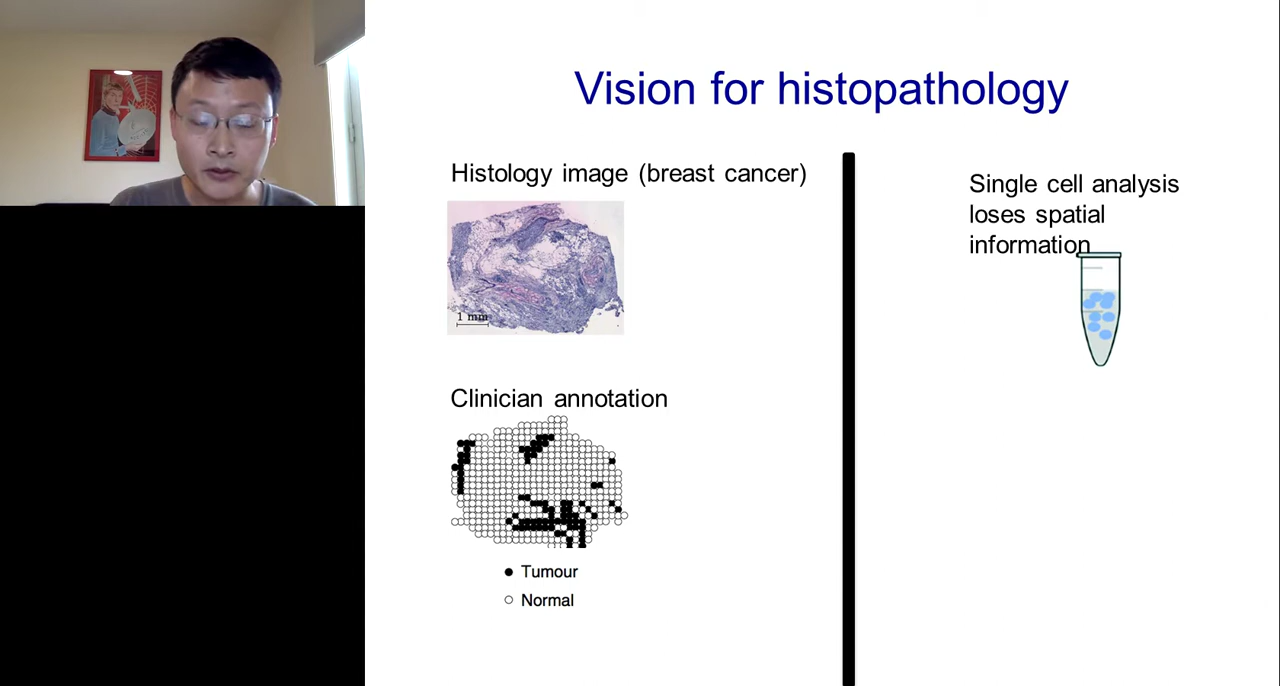 Vision for histopathology
Histology image (breast cancer)
1 mm
Clinician annotation
Tumour
Normal
Single cell analysis
loses spatial
information